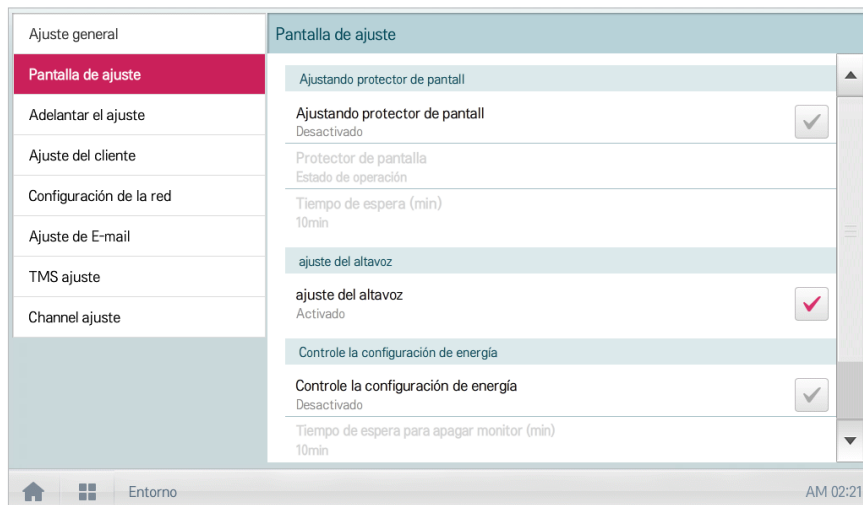 Ajuste general
Pantalla de ajuste
Adelantar el ajuste
Ajuste del cliente
Configuración de la red
Ajuste de E-mail
TMS ajuste
Channel ajuste
Pantalla de ajuste
Ajustando protector de pantall
Ajustando protector de pantall
Desactivado
Protector de pantalla
Estado de operación
Tiempo de espera (min)
10min
ajuste del altavoz
ajuste del altavoz
Activado
Controle la configuración de energía
Controle la configuración de energía
Desactivado
Tiempo de espera para apagar monitor (min)
10min
Entorno
AM 02:21